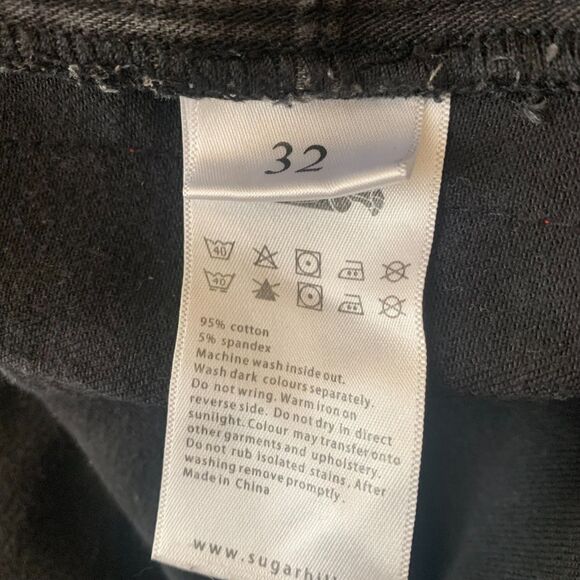 32
40
40
95% cotton
5% spandex
Machine wash inside out.
Wash dark colours separately.
Do not wring. Warm iron on
reverse side. Do not dry in direct
sunlight. Colour may transfer onto
other garments and upholstery.
Do not rub isolated stains. After
washing remove promptly.
Made in China
www.sugarhill